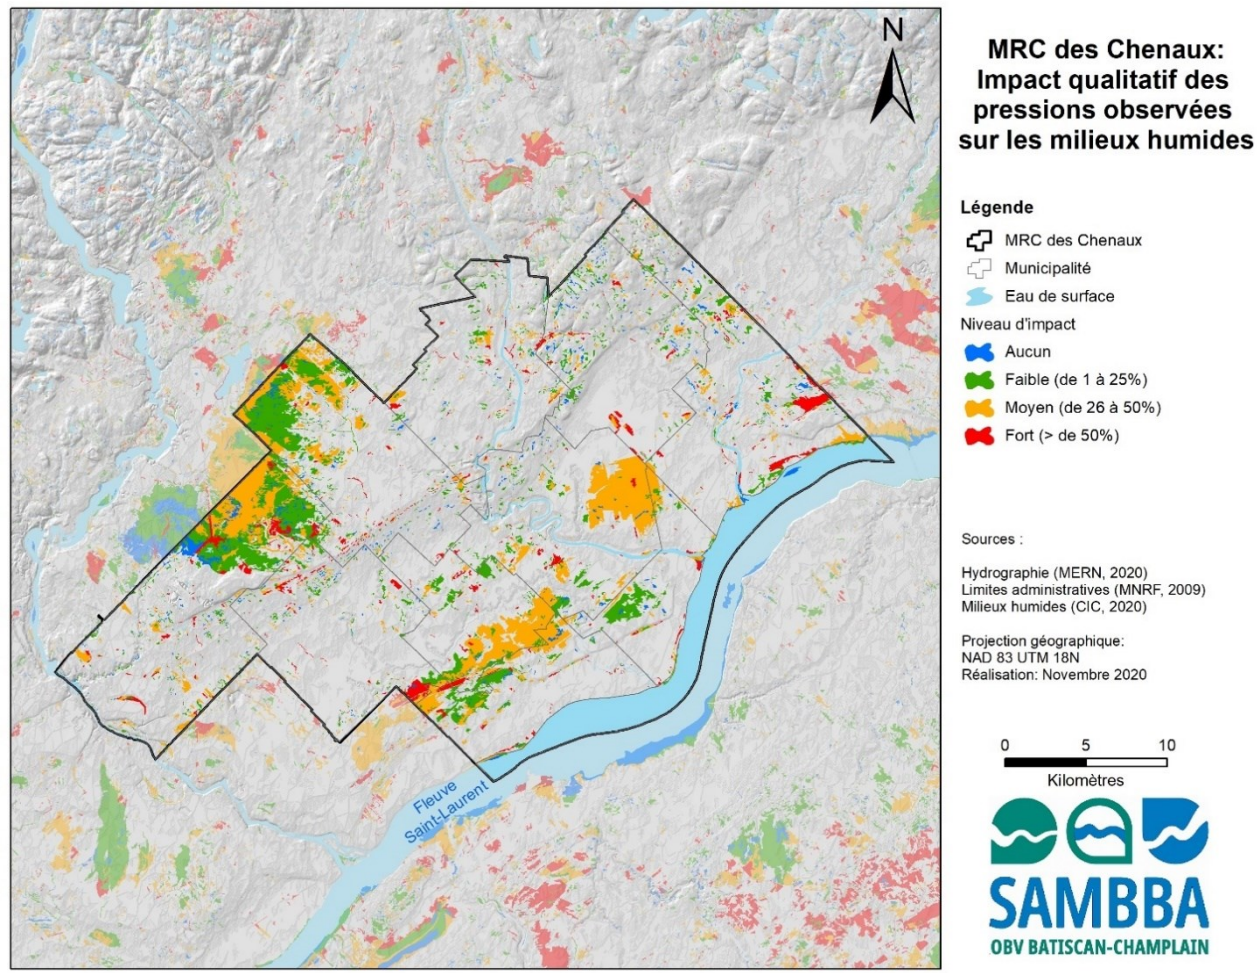 MRC des Chenaux:
Impact qualitatif des
pressions observées
sur les milieux humides
N
Légende
MRC des Chenaux
Municipalité
Eau de surface
Niveau d'impact
Aucun
Faible (de 1 à 25%)
Moyen (de 26 à 50%)
Fort (> de 50%)
Sources :
Hydrographie (MERN, 2020)
Limites administratives (MNRF, 2009)
Milieux humides (CIC, 2020)
Projection géographique:
NAD 83 UTM 18N
Réalisation: Novembre 2020
0 5 10
Kilomètres
Fleuve
Saint-Laurent
SAMBBA
OBV BATISCAN-CHAMPLAIN